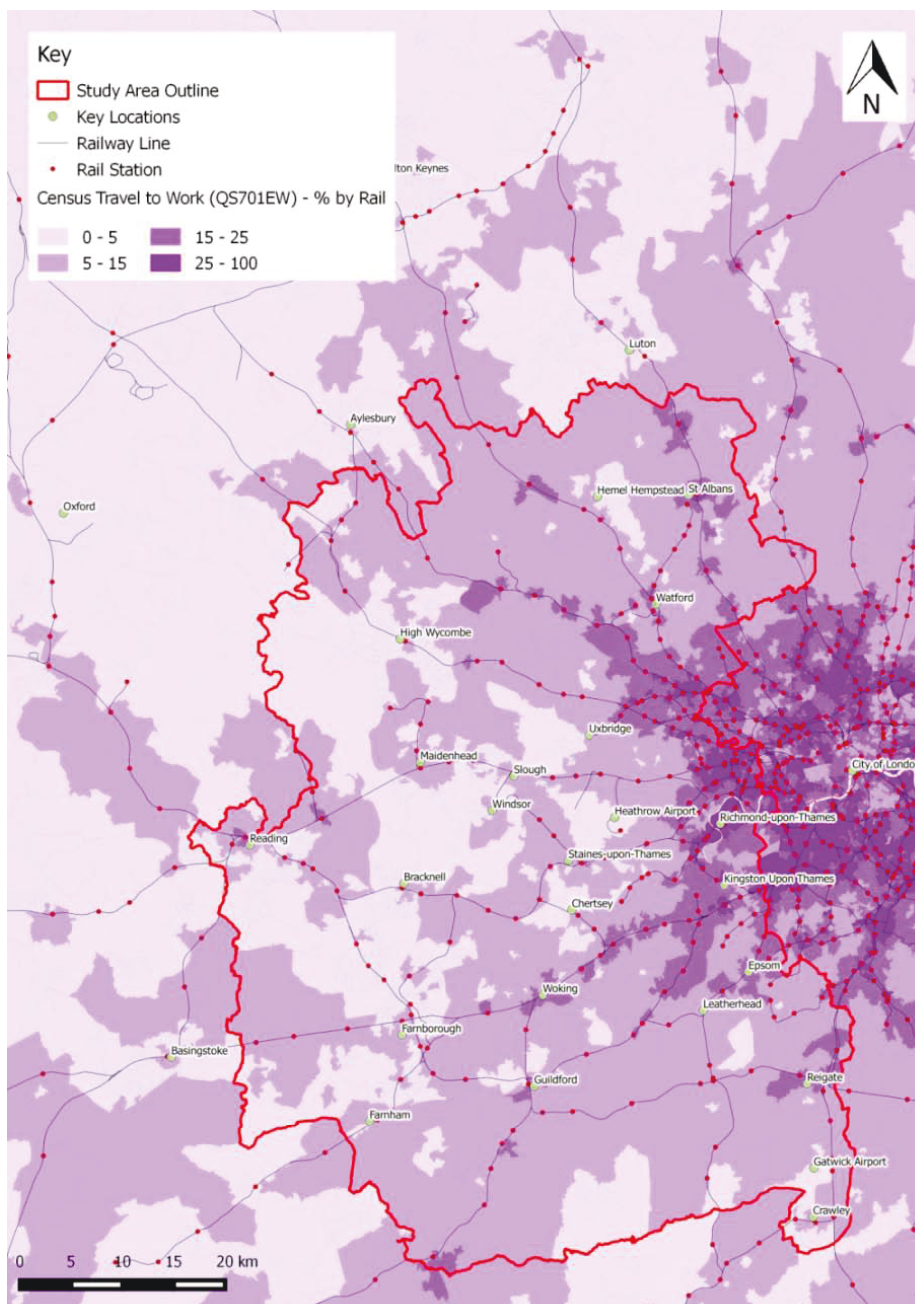 Key
Study Area Outline
Key Locations
Railway Line
Rail Station
Census Travel to Work (QS701EW) - % by Rail
0 - 5
15 - 25
5 - 15
25 - 100
N
lton Keynes
Luton
Aylesbury
Hemel Hempstead
St Albans
Oxford
Watford
High Wycombe
Uxbridge
Maidenhead
Slough
City of Londo
Windsor
Heathrow Airport
Richmond-upon-Thames
Reading
Staines-upon-Thames
Bracknell
Kingston Upon Thames
Chertsey
Epsom
Woking
Leatherhead
Farnborough
Basingstoke
Guildford
Reigate
Farnham
Gatwick Airport
Crawley
0 5 10 15 20 km